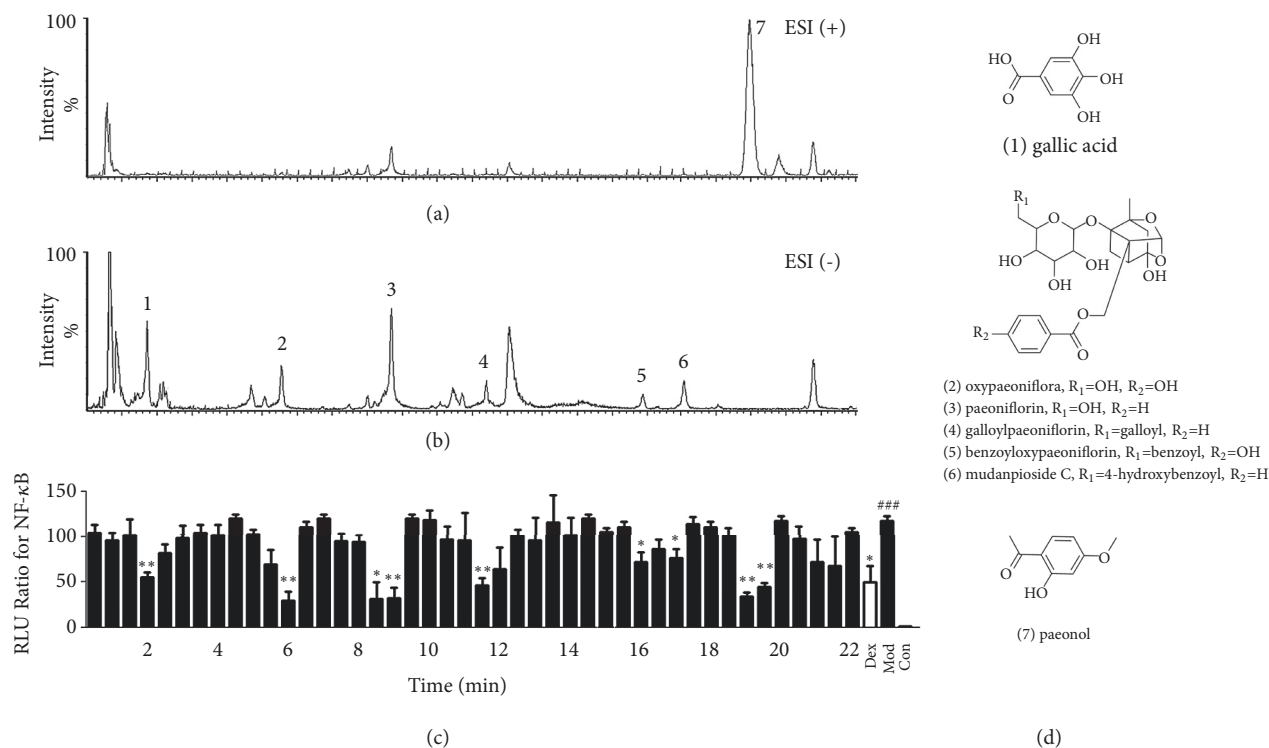 100
Intensity
%
7
ESI (+)
(a)
100
Intensity
%
1
2
3
4
5
6
ESI (-)
(b)
RLU Ratio for NF-κB
150
100
50
0
**
**
*
**
**
*
*
**
**
*
###
2
4
6
8
10
12
14
16
18
20
22
Dex
Mod
Con
Time (min)
(c)
HO
O
OH
OH
OH
(1) gallic acid
R1
O
O
O
HO
HO
OH
OH
O
OH
O
R2
O
(2) oxypaeoniflora, R1=OH, R2=OH
(3) paeoniflorin, R1=OH, R2=H
(4) galloylpaeoniflorin, R1=galloyl, R2=H
(5) benzoyloxypaeoniflorin, R1=benzoyl, R2=OH
(6) mudanpioside C, R1=4-hydroxybenzoyl, R2=H
O
O
HO
(7) paeonol
(d)